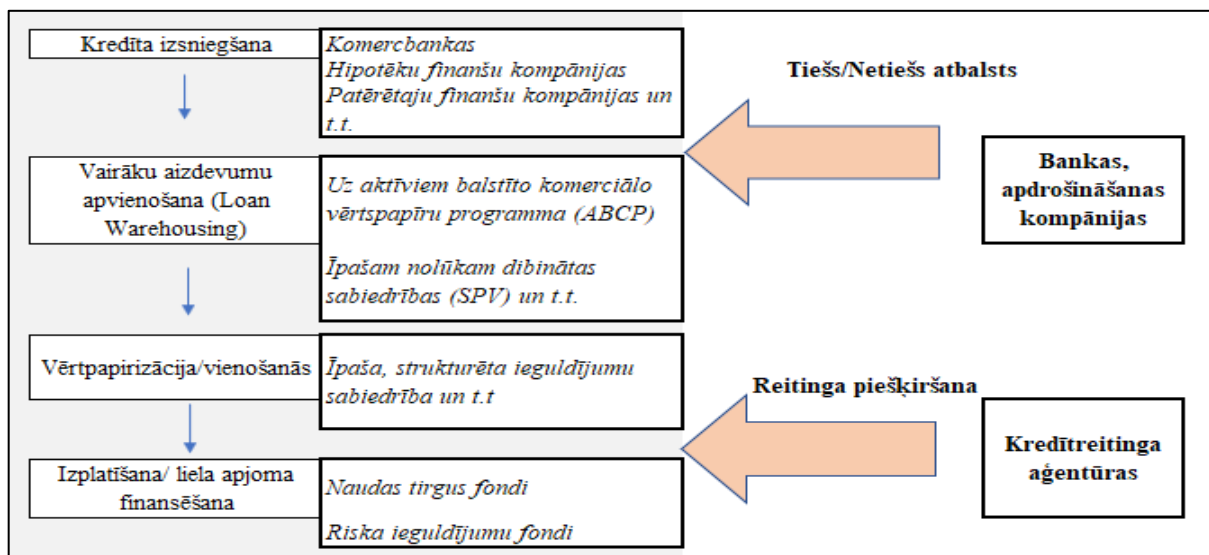 Kredīta izsniegšana
Komercbankas
Hipotēku finanšu kompānijas
Patērētaju finanšu kompānijas un
t.t.
Tiešs/Netiešs atbalsts
Vairāku aizdevumu
apvienošana (Loan
Warehousing)
Uz aktīviem balstīto komerciālo
vērtspapīru programma (ABCP)
Īpašam nolūkam dibinātas
sabiedrības (SPV) un t.t.
Bankas,
apdrošināšanas
kompānijas
Vērtpapirizācija/vienošanās
Īpaša, strukturēta ieguldījumu
sabiedrība un t.t
Reitinga piešķiršana
Izplatīšana/ liela apjoma
finansēšana
Naudas tirgus fondi
Riska ieguldījumu fondi
Kredītreitinga
aģentūras